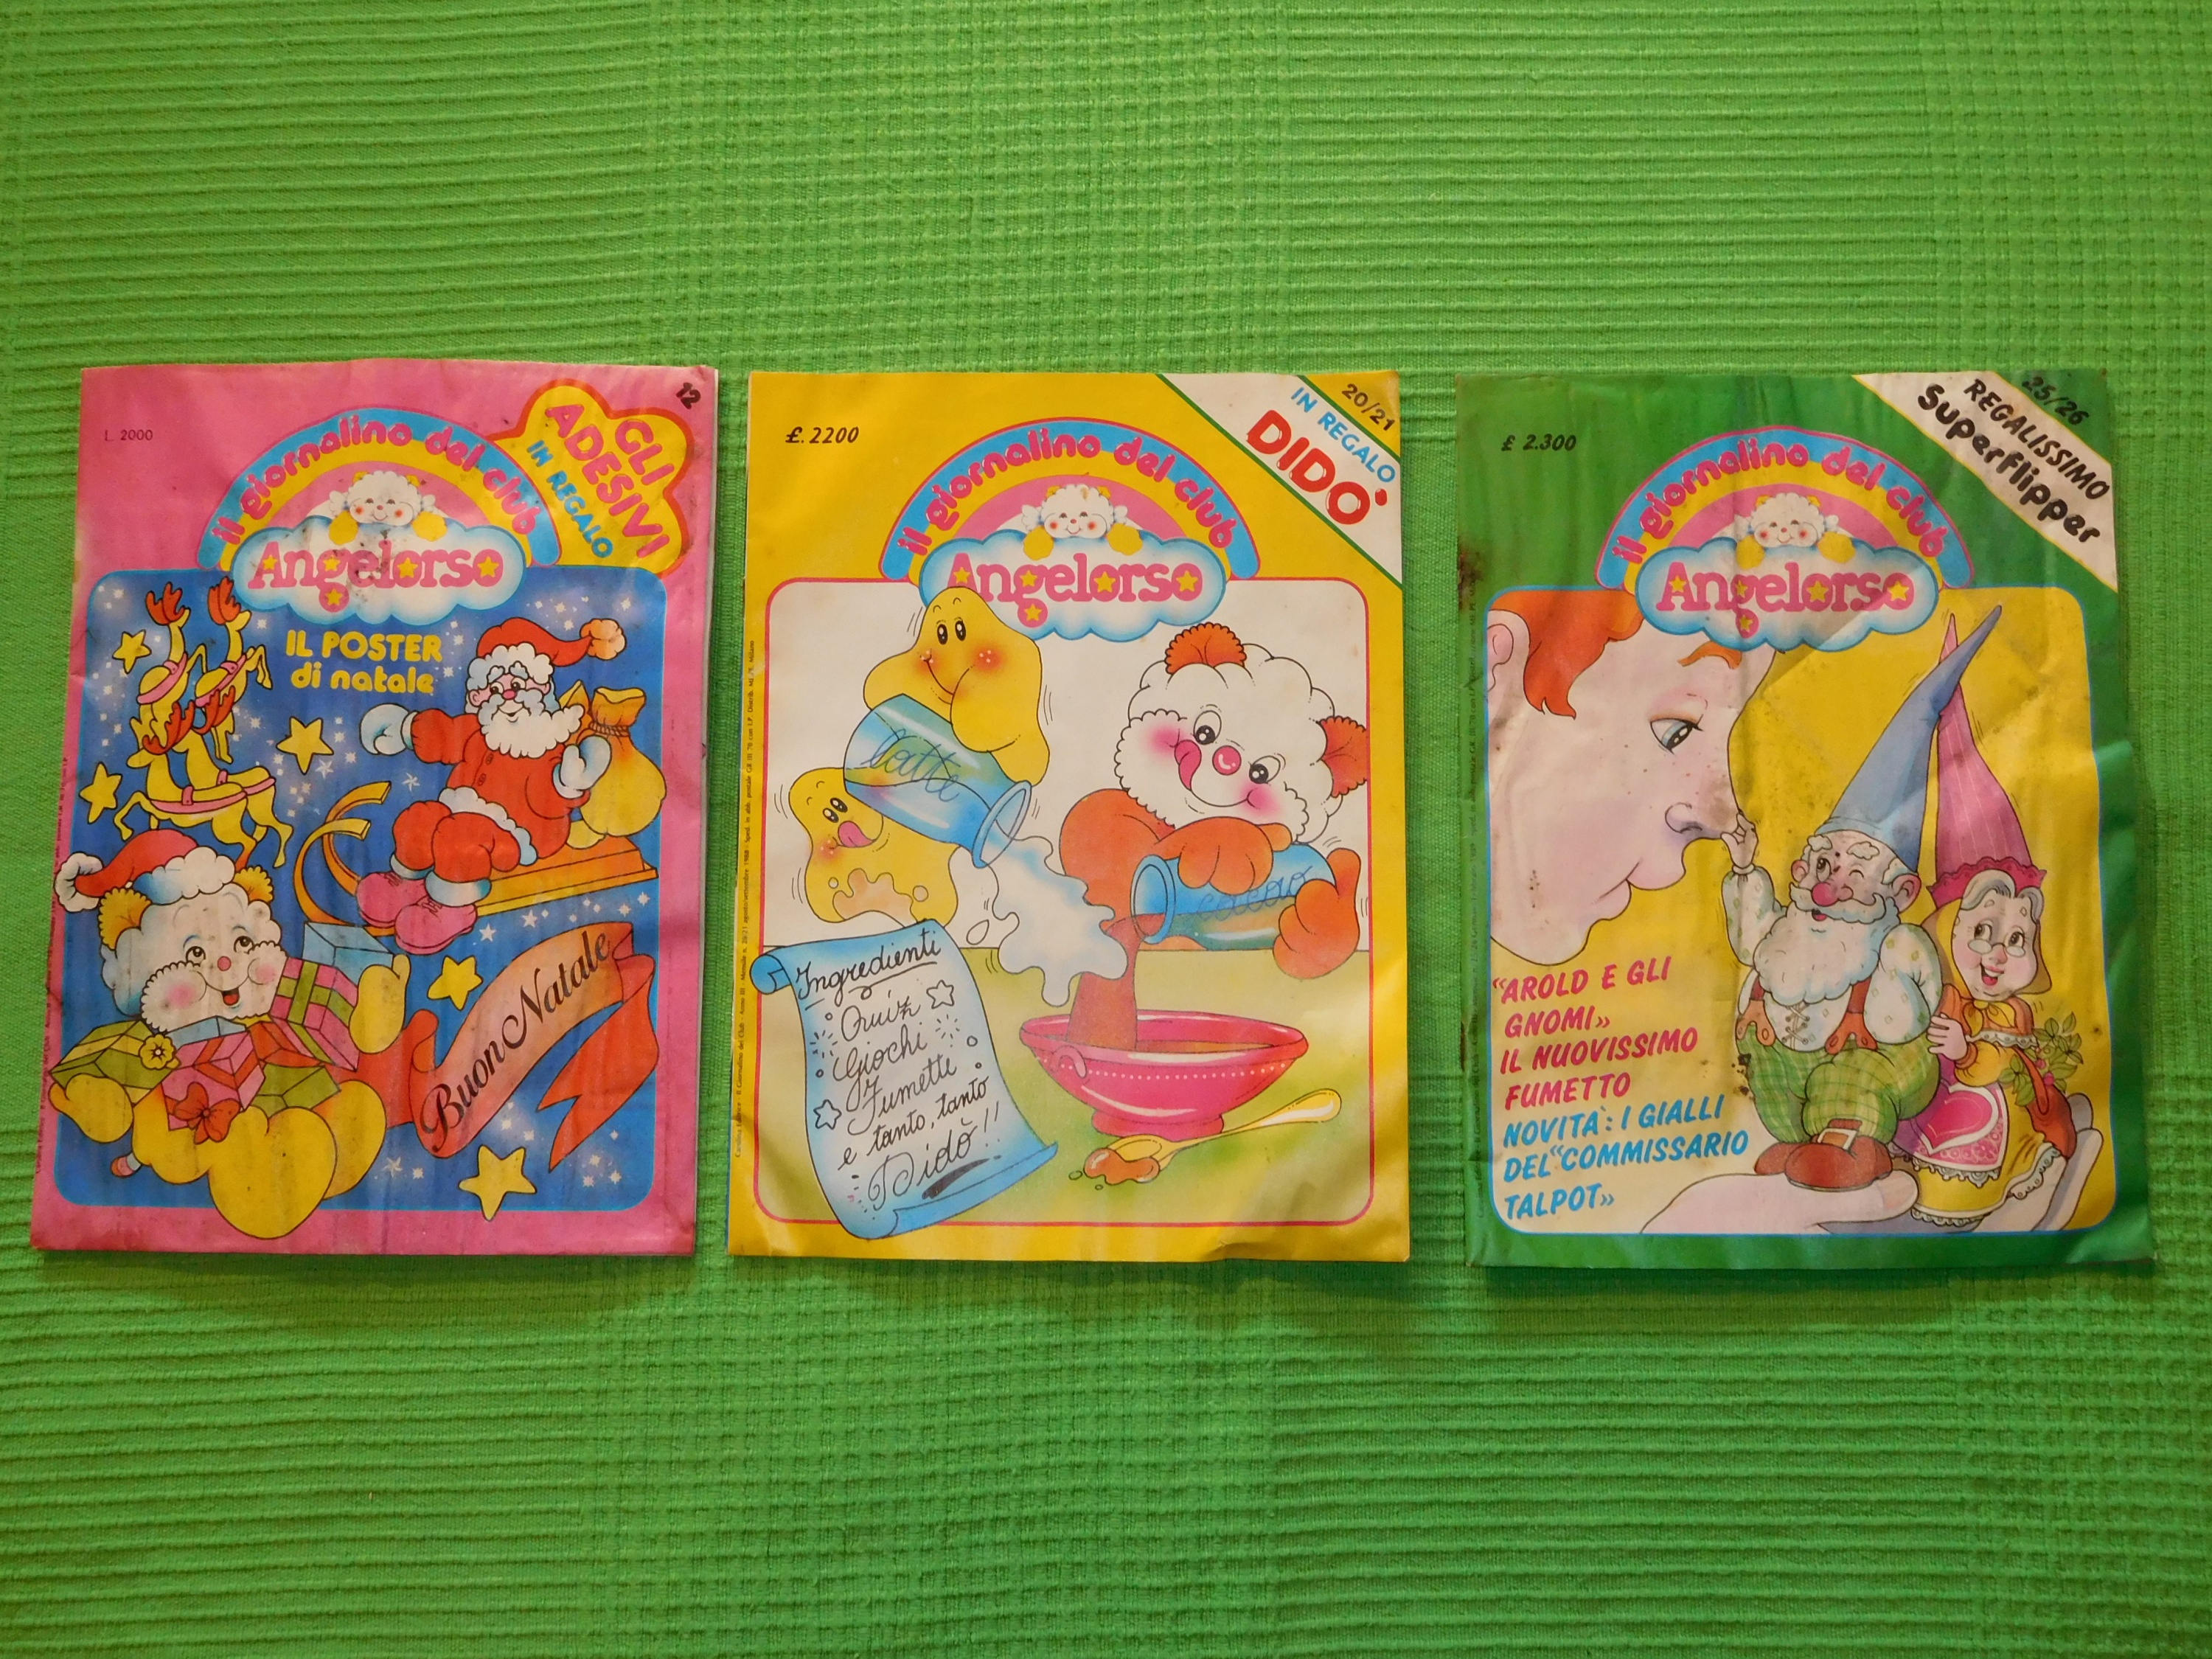 L. 2000
12
GLI
ADESIVI
IN REGALO
il giornalino del club
Angelorso
IL POSTER
di natale
Buon Natale
£. 2200
20/21
IN REGALO
DIDO'
il giornalino del club
Angelorso
latte
cacao
Ingredienti
Quiz
Giochi
Fumetti
e tanto, tanto
Didò!!
£ 2.300
25/26
REGALISSIMO
Superflipper
il giornalino del club
Angelorso
“AROLD E GLI
GNOMI»
IL NUOVISSIMO
FUMETTO
NOVITÀ: I GIALLI
DEL“COMMISSARIO
TALPOT»